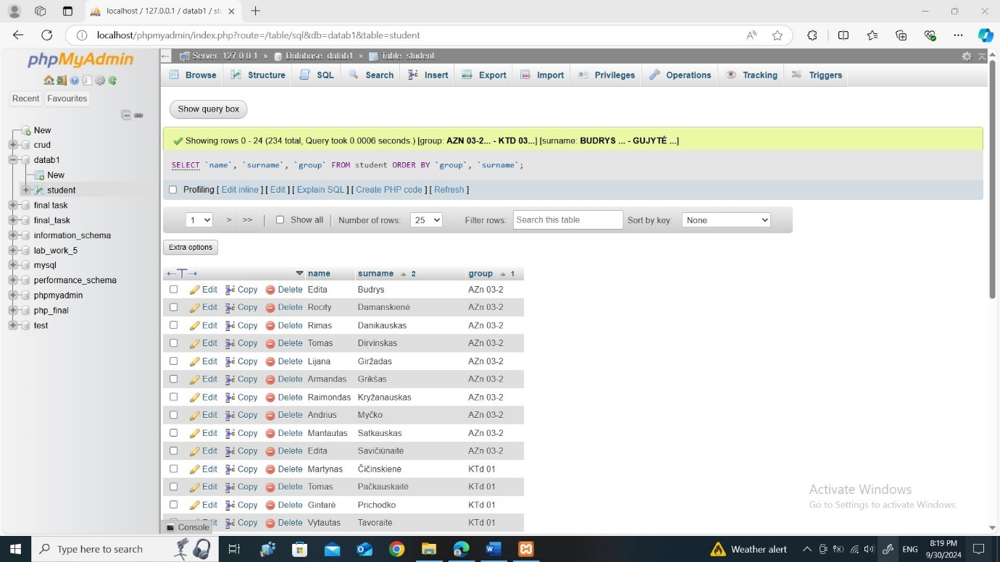 localhost / 127.0.0.1 / datab1 / st
localhost/phpmyadmin/index.php?route=/table/sql&db=datab1&table=student
phpMyAdmin
Recent Favourites
New
crud
datab1
New
student
final task
final_task
information_schema
lab_work_5
mysql
performance_schema
phpmyadmin
php_final
test
Server: 127.0.0.1 » Database: datab1 » Table: student
Browse Structure SQL Search Insert Export Import Privileges Operations Tracking Triggers
Show query box
Showing rows 0 - 24 (234 total, Query took 0.0006 seconds.) [group: AZN 03-2... - KTD 03...] [surname: BUDRYS ... - GUJYTĖ ...]
SELECT `name`, `surname`, `group` FROM student ORDER BY `group`, `surname`;
Profiling [ Edit inline ] [ Edit ] [ Explain SQL ] [ Create PHP code ] [ Refresh ]
1 > >> Show all Number of rows: 25 Filter rows: Search this table Sort by key: None
Extra options
←T→ name surname 2 group 1
Edit Copy Delete Edita Budrys AZn 03-2
Edit Copy Delete Rocity Damanskienė AZn 03-2
Edit Copy Delete Rimas Danikauskas AZn 03-2
Edit Copy Delete Tomas Dirvinskas AZn 03-2
Edit Copy Delete Lijana Giržadas AZn 03-2
Edit Copy Delete Armandas Grikšas AZn 03-2
Edit Copy Delete Raimondas Kryžanauskas AZn 03-2
Edit Copy Delete Andrius Myčko AZn 03-2
Edit Copy Delete Mantautas Satkauskas AZn 03-2
Edit Copy Delete Edita Savičiūnaitė AZn 03-2
Edit Copy Delete Martynas Čičinskienė KTd 01
Edit Copy Delete Tomas Pačkauskaitė KTd 01
Edit Copy Delete Gintarė Prichodko KTd 01
Copy Delete Vytautas Tavoraitė KTd 01
Console
Activate Windows
Go to Settings to activate Windows.
Type here to search
Weather alert
ENG
8:19 PM
9/30/2024